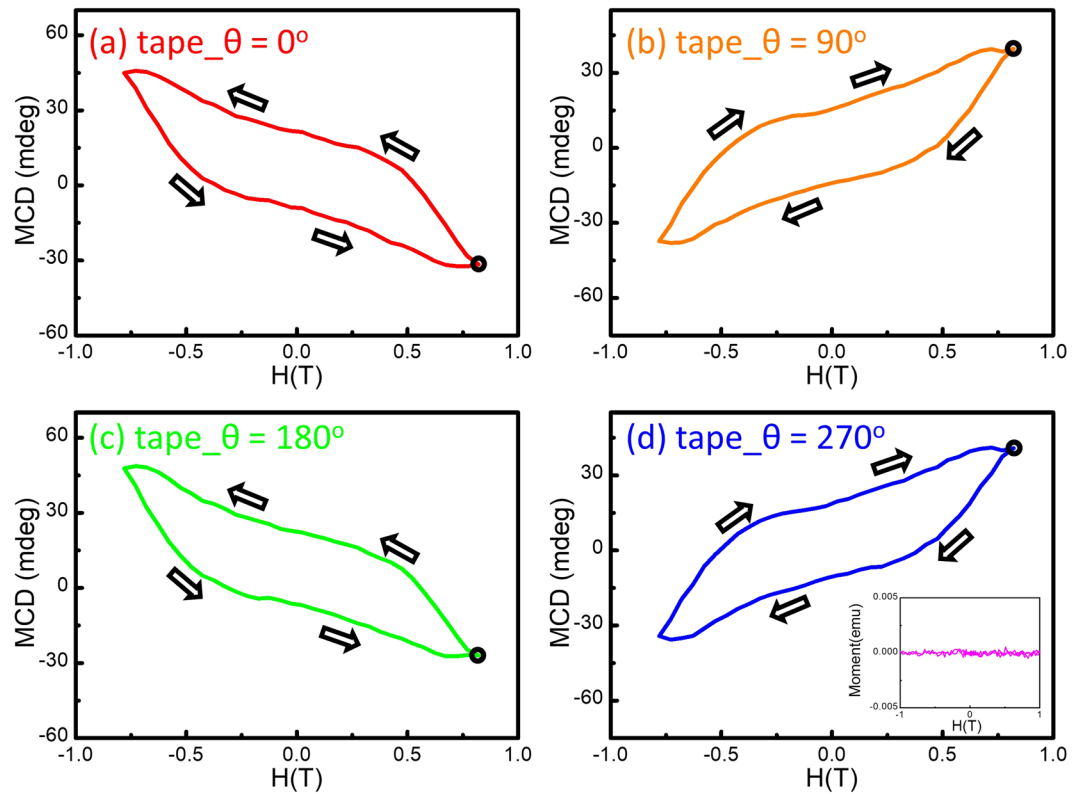 (a) tape_θ = 0º
MCD (mdeg)
60
30
0
-30
-60
-1.0 -0.5 0.0 0.5 1.0
H(T)
(b) tape_θ = 90º
MCD (mdeg)
30
0
-30
-60
-1.0 -0.5 0.0 0.5 1.0
H(T)
(c) tape_θ = 180º
MCD (mdeg)
60
30
0
-30
-60
-1.0 -0.5 0.0 0.5 1.0
H(T)
(d) tape_θ = 270º
MCD (mdeg)
30
0
-30
-60
-1.0 -0.5 0.0 0.5 1.0
H(T)
Moment(emu)
0.005
0.000
-0.005
-1 0 1
H(T)